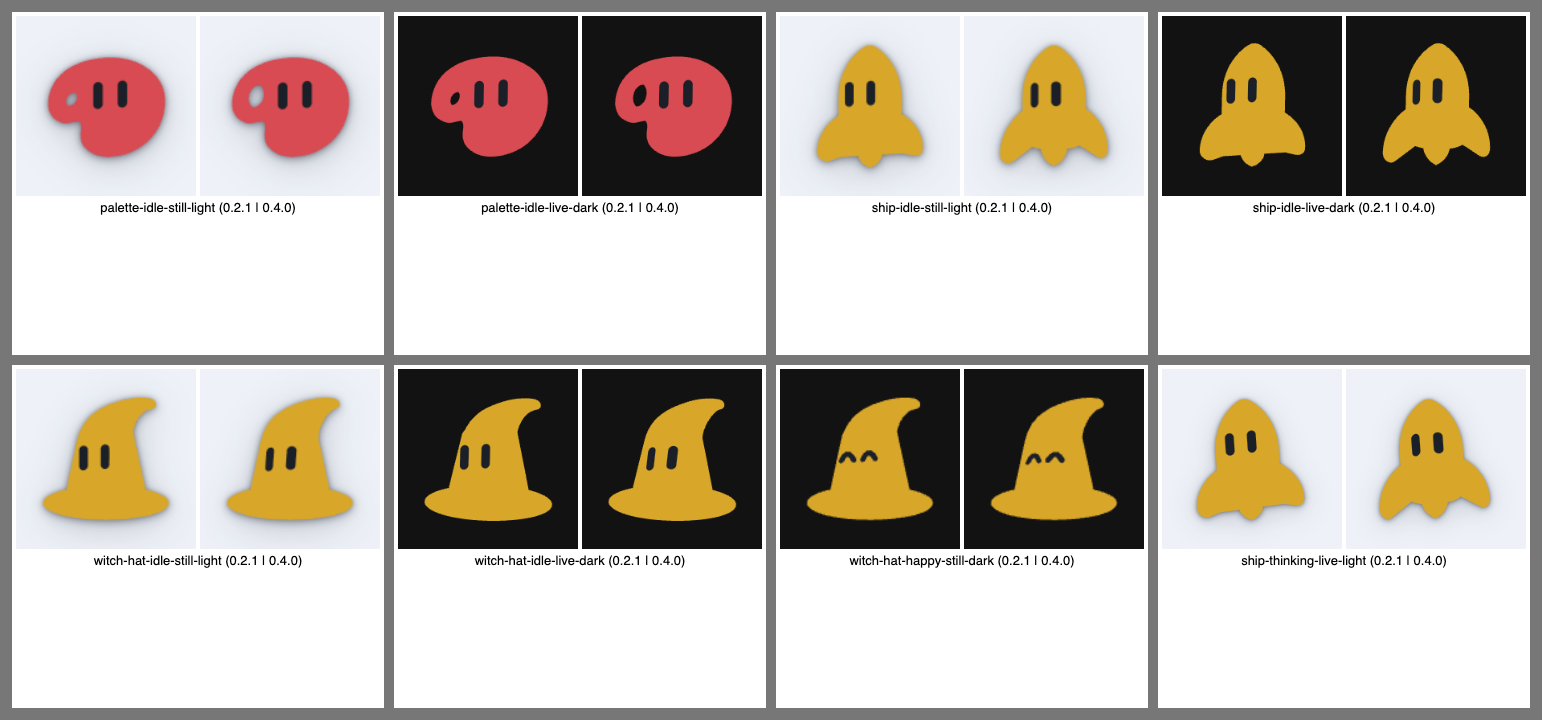 palette-idle-still-light (0.2.1 | 0.4.0)
palette-idle-live-dark (0.2.1 | 0.4.0)
ship-idle-still-light (0.2.1 | 0.4.0)
ship-idle-live-dark (0.2.1 | 0.4.0)
witch-hat-idle-still-light (0.2.1 | 0.4.0)
witch-hat-idle-live-dark (0.2.1 | 0.4.0)
witch-hat-happy-still-dark (0.2.1 | 0.4.0)
ship-thinking-live-light (0.2.1 | 0.4.0)